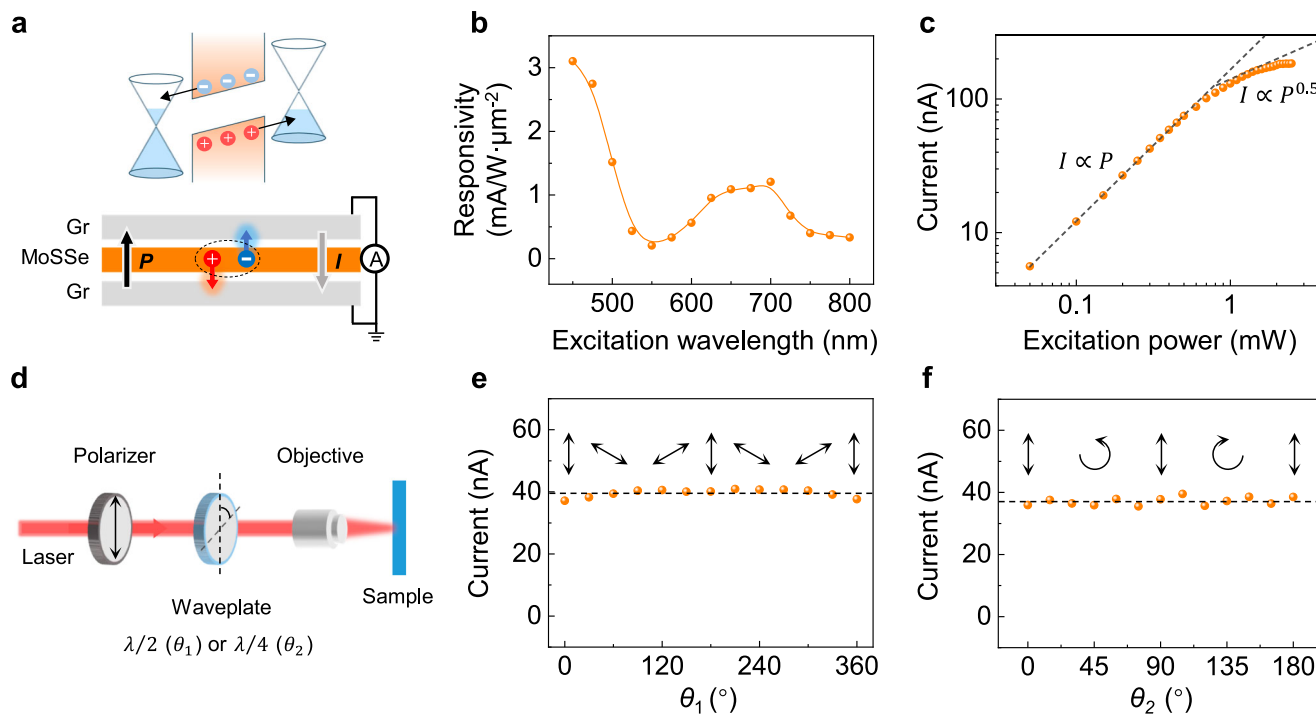 a
Gr
MoSSe
Gr
P
I
A
b
Responsivity
(mA/W·μm⁻²)
4
3
2
1
0
500
600
700
800
Excitation wavelength (nm)
c
Current (nA)
100
10
I ∝ P
I ∝ P^0.5
0.1
1
Excitation power (mW)
d
Polarizer
Objective
Laser
Waveplate
Sample
λ/2 (θ₁) or λ/4 (θ₂)
e
Current (nA)
60
40
20
0
0
120
240
360
θ₁ (°)
f
Current (nA)
60
40
20
0
0
45
90
135
180
θ₂ (°)